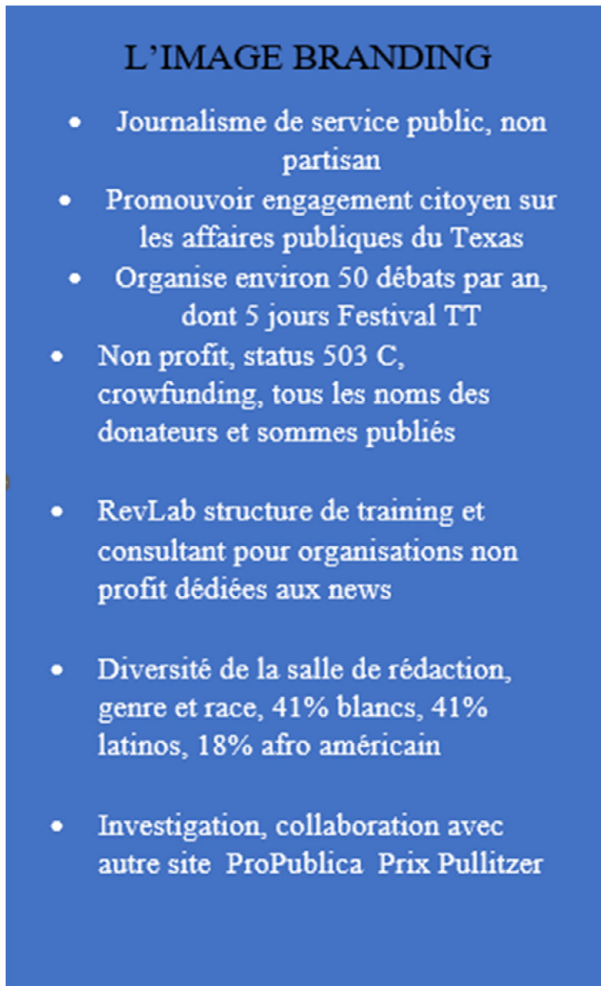 L'IMAGE BRANDING
• Journalisme de service public, non
partisan
• Promouvoir engagement citoyen sur
les affaires publiques du Texas
• Organise environ 50 débats par an,
dont 5 jours Festival TT
• Non profit, status 503 C,
crowfunding, tous les noms des
donateurs et sommes publiés
• RevLab structure de training et
consultant pour organisations non
profit dédiées aux news
• Diversité de la salle de rédaction,
genre et race, 41% blancs, 41%
latinos, 18% afro américain
• Investigation, collaboration avec
autre site ProPublica Prix Pullitzer